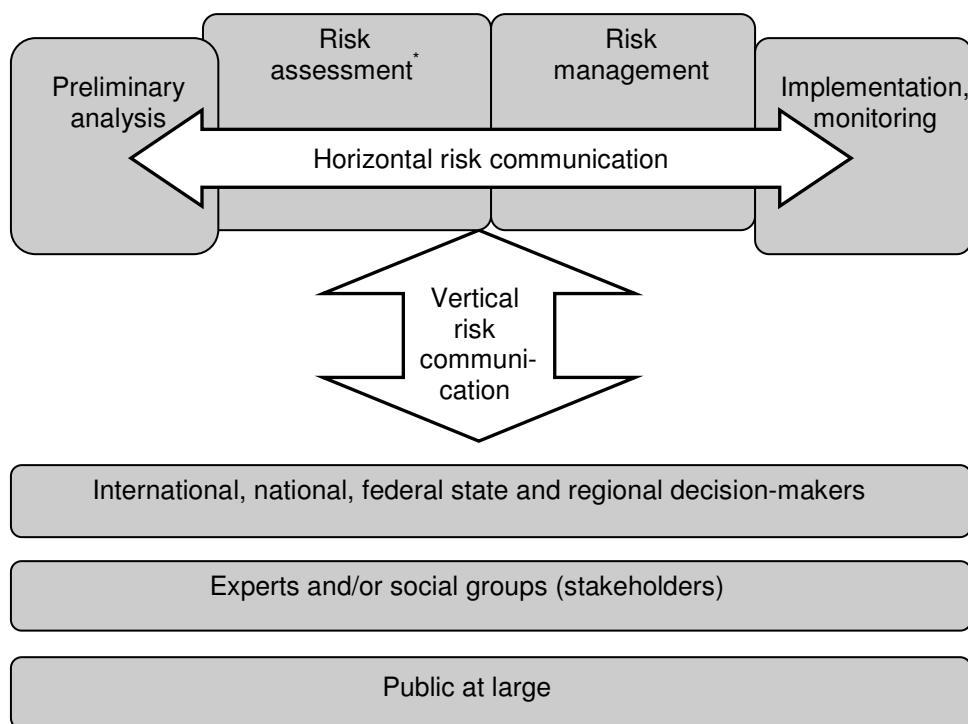 Preliminary
analysis
Risk
assessment*
Risk
management
Implementation,
monitoring
Horizontal risk communication
Vertical
risk
communi-
cation
International, national, federal state and regional decision-makers
Experts and/or social groups (stakeholders)
Public at large